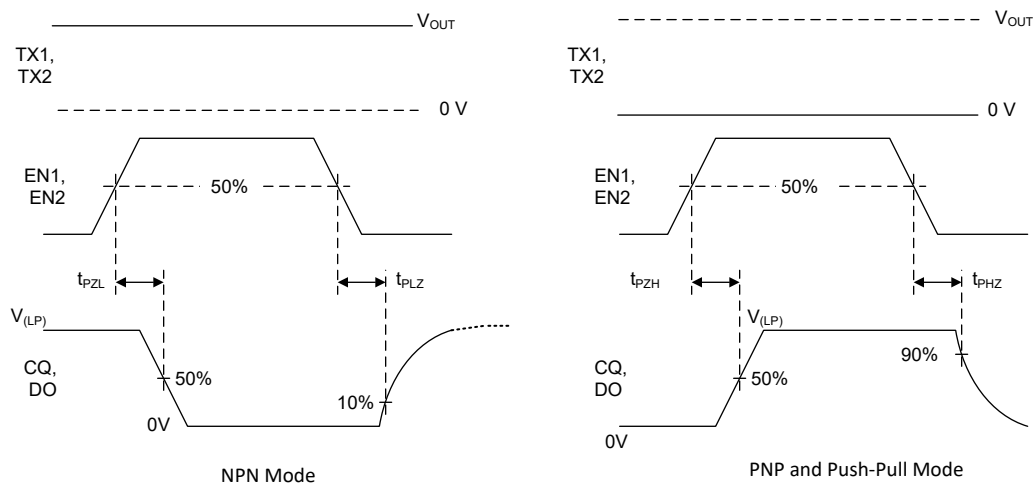 V_OUT
TX1,
TX2
0 V
EN1,
EN2
50%
t_PZL
t_PLZ
V_(LP)
CQ,
DO
50%
10%
0V
NPN Mode
V_OUT
TX1,
TX2
0 V
EN1,
EN2
50%
t_PZH
t_PHZ
V_(LP)
CQ,
DO
90%
50%
0V
PNP and Push-Pull Mode